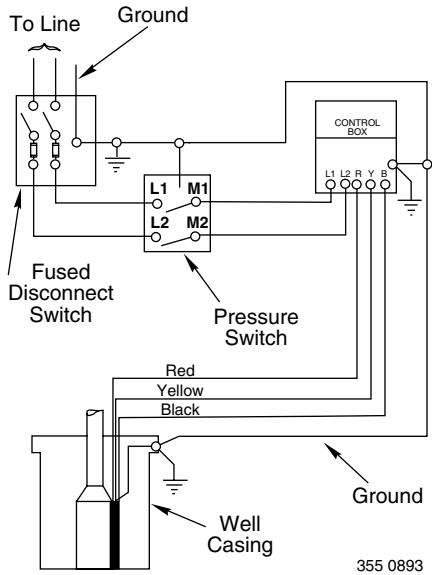 To Line
Ground
CONTROL
BOX
L1 L2 R Y B
L1 M1
L2 M2
Fused
Disconnect
Switch
Pressure
Switch
Red
Yellow
Black
Ground
Well
Casing
355 0893